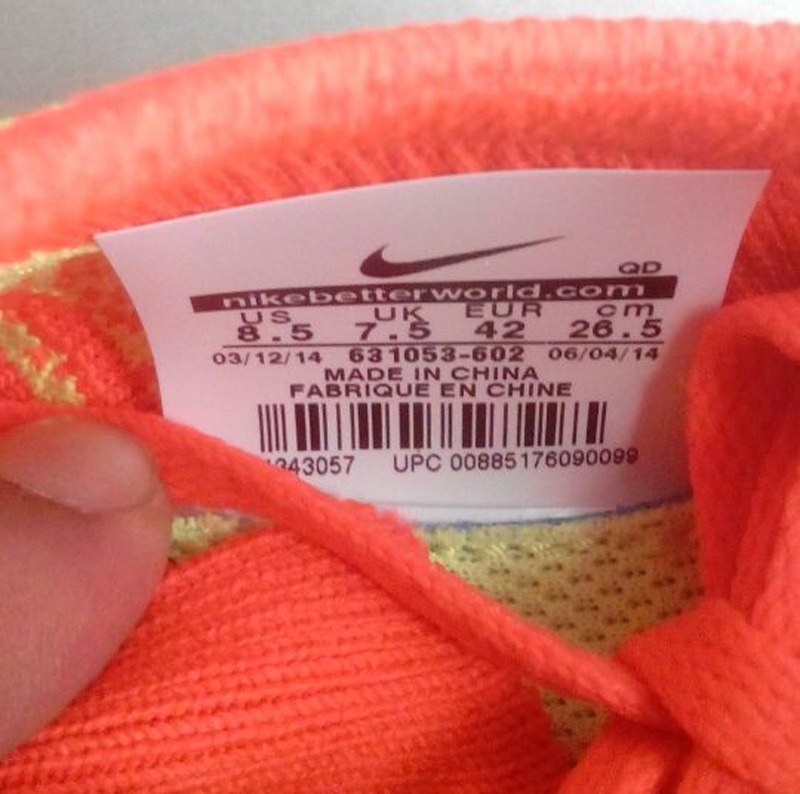 QD
nikebetterworld.com
US UK EUR cm
8.5 7.5 42 26.5
03/12/14 631053-602 06/04/14
MADE IN CHINA
FABRIQUE EN CHINE
UPC 00885176090099